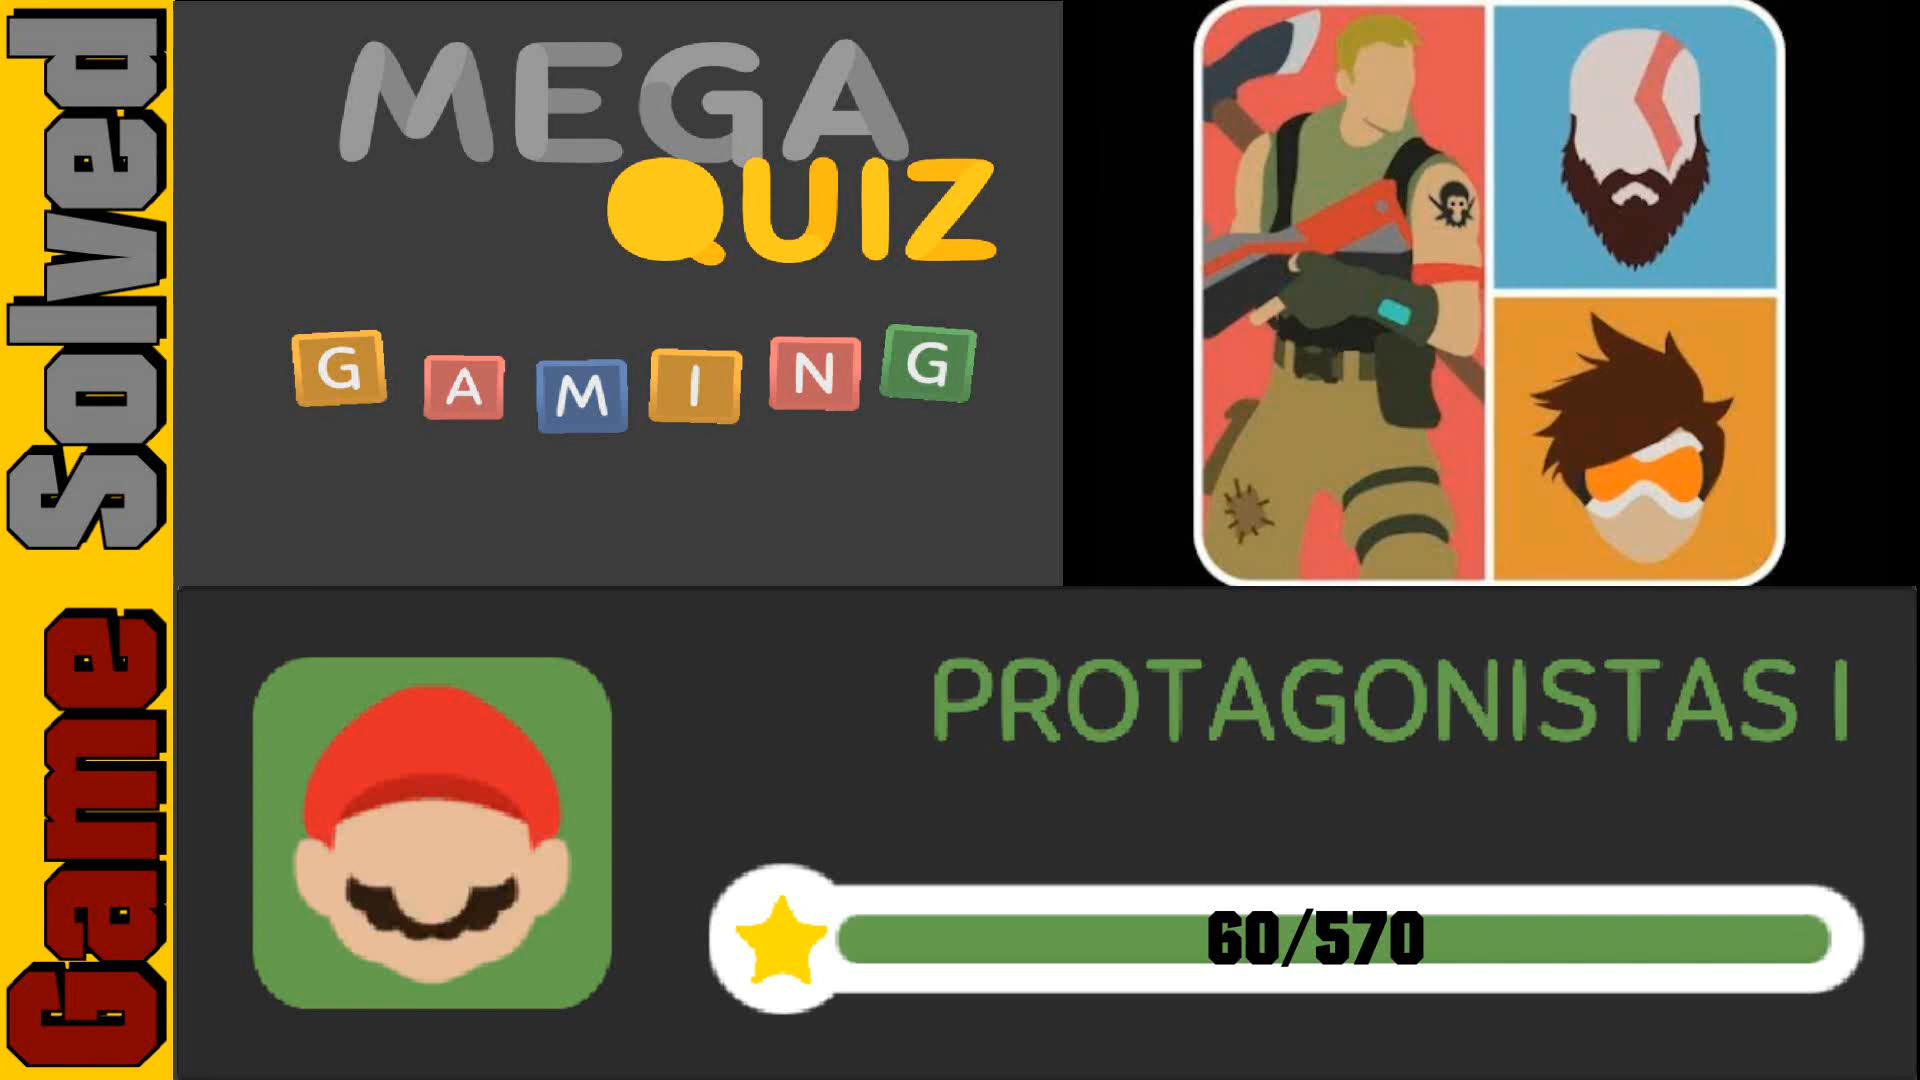 Game Solved
MEGA
QUIZ
GAMING
PROTAGONISTAS I
60/570